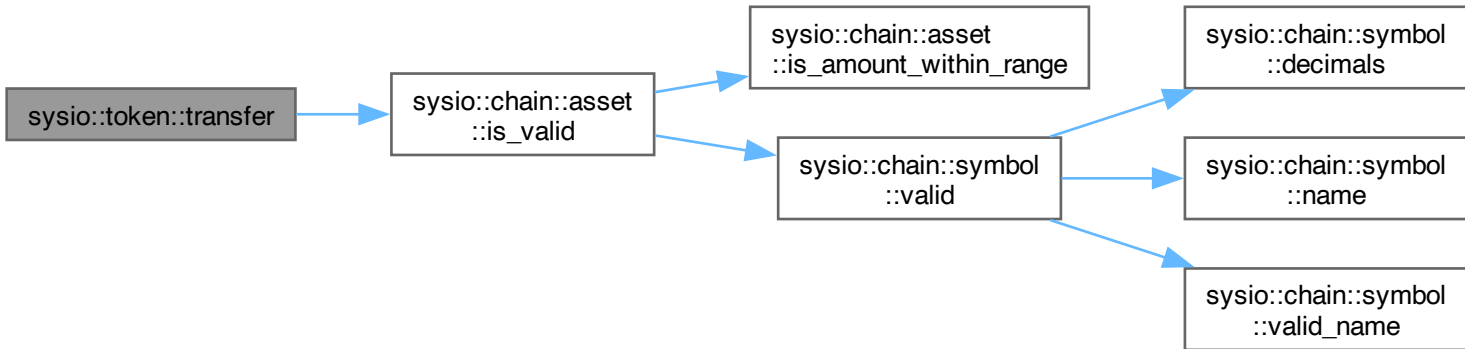 sysio::token::transfer
sysio::chain::asset
::is_valid
sysio::chain::asset
::is_amount_within_range
sysio::chain::symbol
::valid
sysio::chain::symbol
::decimals
sysio::chain::symbol
::name
sysio::chain::symbol
::valid_name